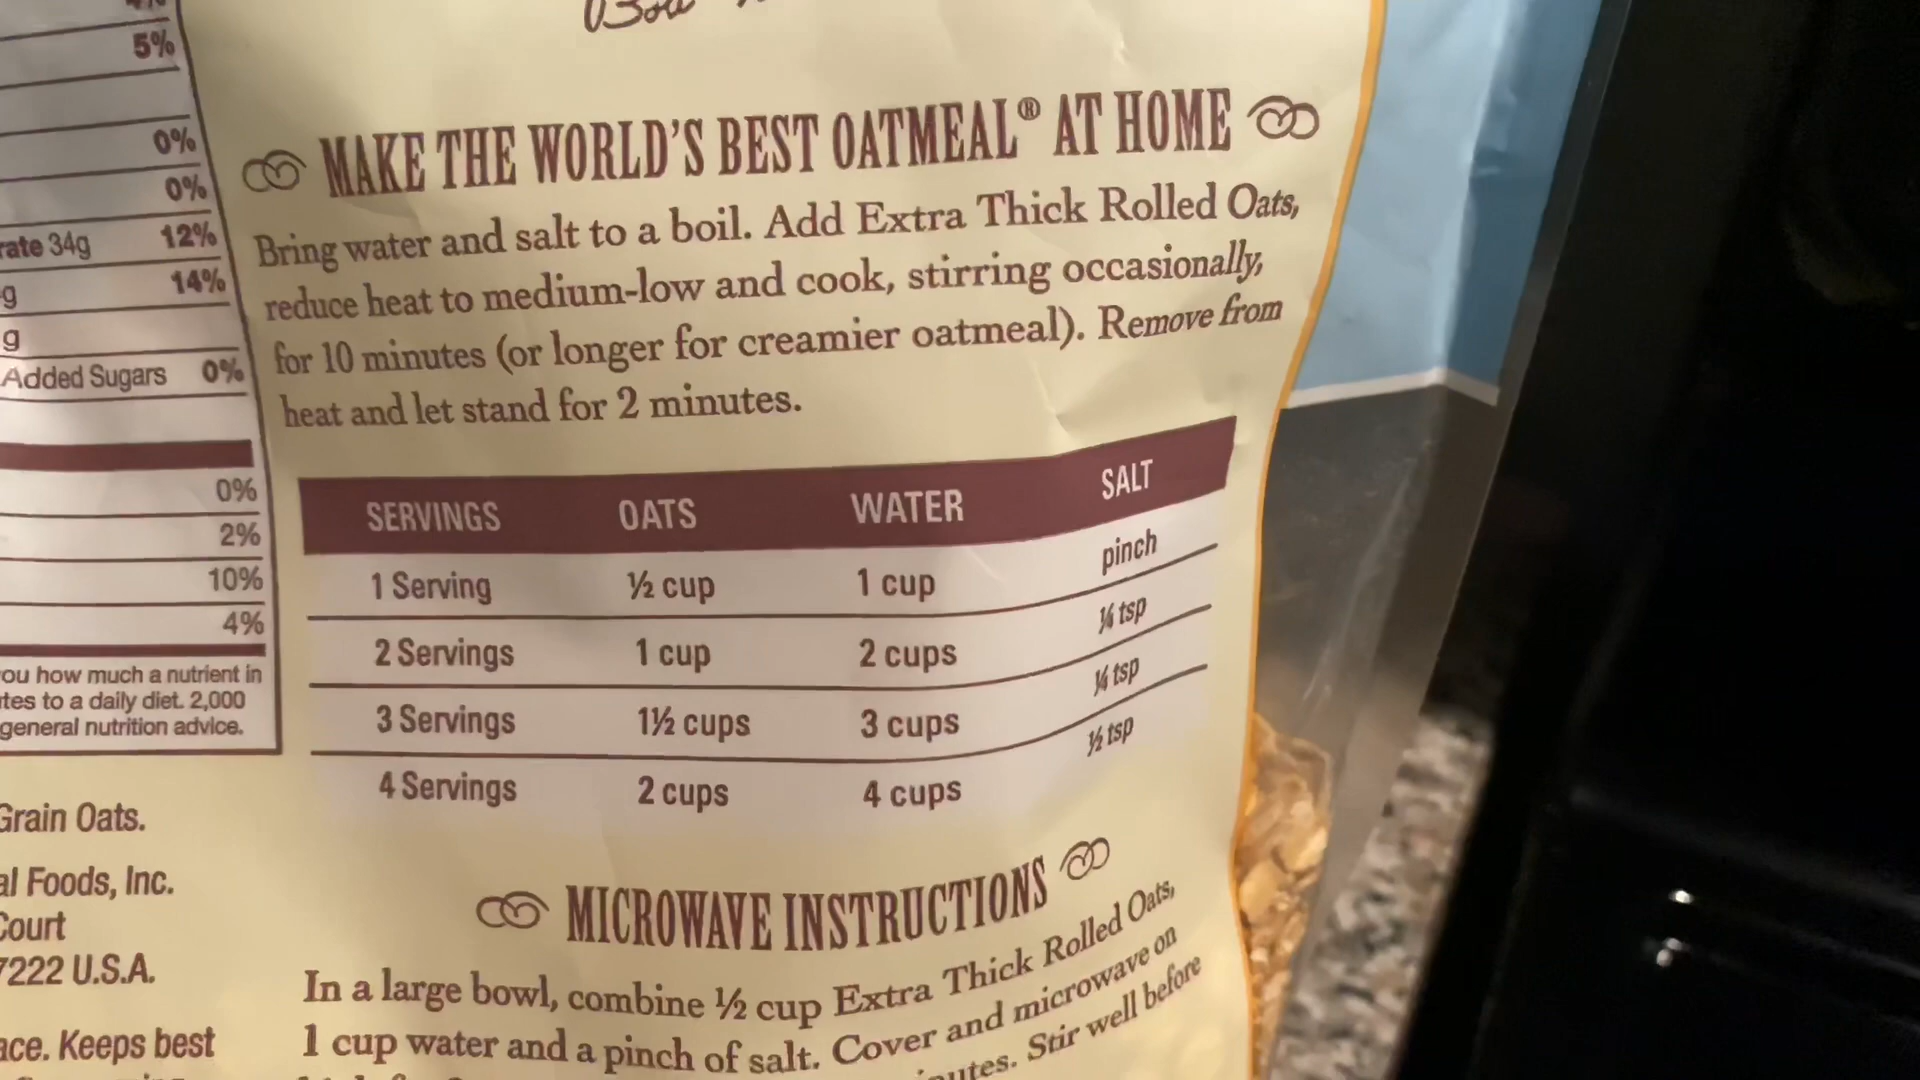 5%
0%
0%
rate 34g 12%
g 14%
g
Added Sugars 0%
0%
2%
10%
4%
ou how much a nutrient in
tes to a daily diet. 2,000
general nutrition advice.
Grain Oats.
al Foods, Inc.
Court
7222 U.S.A.
ace. Keeps best
MAKE THE WORLD'S BEST OATMEAL® AT HOME
Bring water and salt to a boil. Add Extra Thick Rolled Oats,
reduce heat to medium-low and cook, stirring occasionally,
for 10 minutes (or longer for creamier oatmeal). Remove from
heat and let stand for 2 minutes.
SERVINGS OATS WATER SALT
1 Serving ½ cup 1 cup pinch
2 Servings 1 cup 2 cups ¼ tsp
3 Servings 1½ cups 3 cups ¼ tsp
4 Servings 2 cups 4 cups ½ tsp
MICROWAVE INSTRUCTIONS
In a large bowl, combine ½ cup Extra Thick Rolled Oats,
1 cup water and a pinch of salt. Cover and microwave on
utes. Stir well before